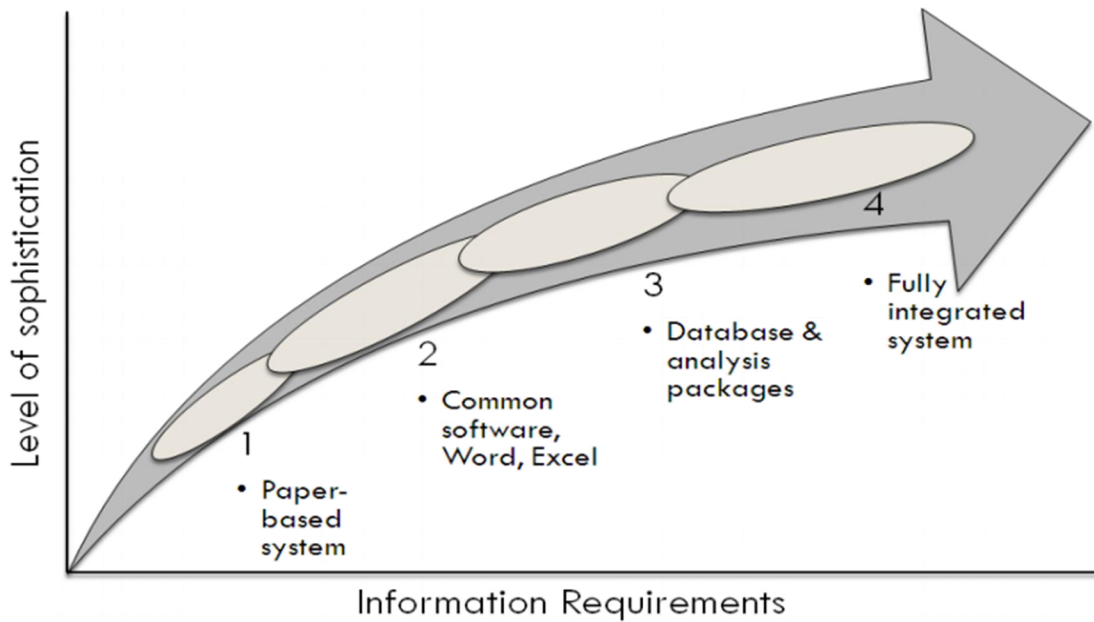 Level of sophistication
1
• Paper-
based
system
2
• Common
software,
Word, Excel
3
• Database &
analysis
packages
4
• Fully
integrated
system
Information Requirements